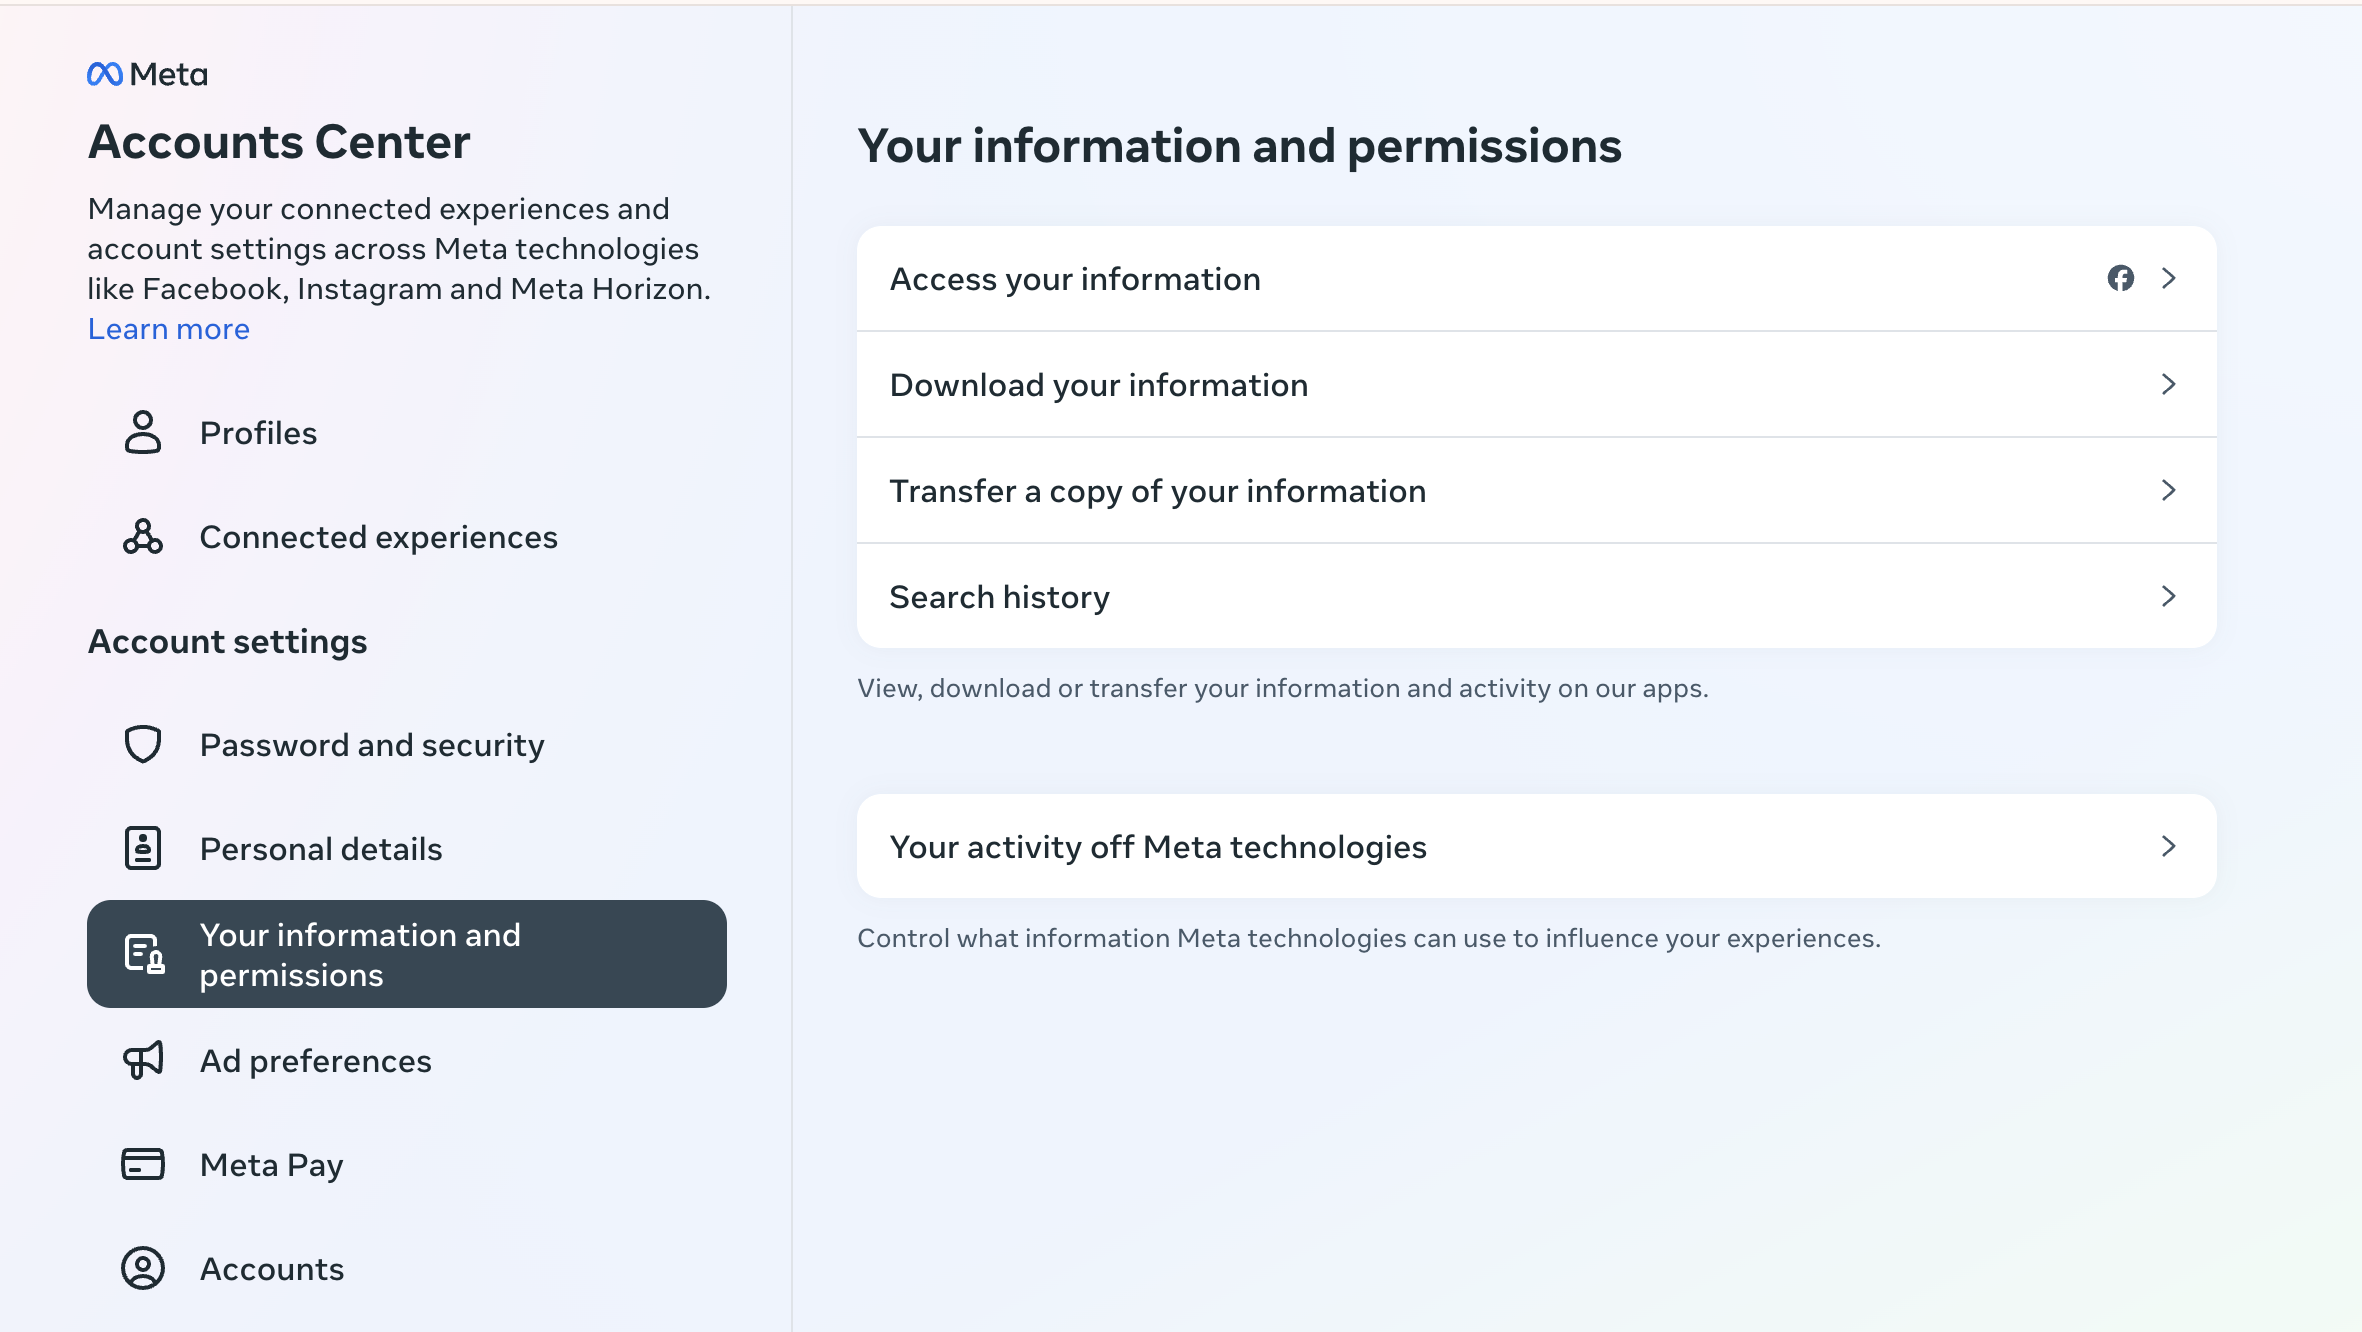 Meta
Accounts Center
Manage your connected experiences and
account settings across Meta technologies
like Facebook, Instagram and Meta Horizon.
Learn more
Profiles
Connected experiences
Account settings
Password and security
Personal details
Your information and
permissions
Ad preferences
Meta Pay
Accounts
Your information and permissions
Access your information
Download your information
Transfer a copy of your information
Search history
View, download or transfer your information and activity on our apps.
Your activity off Meta technologies
Control what information Meta technologies can use to influence your experiences.